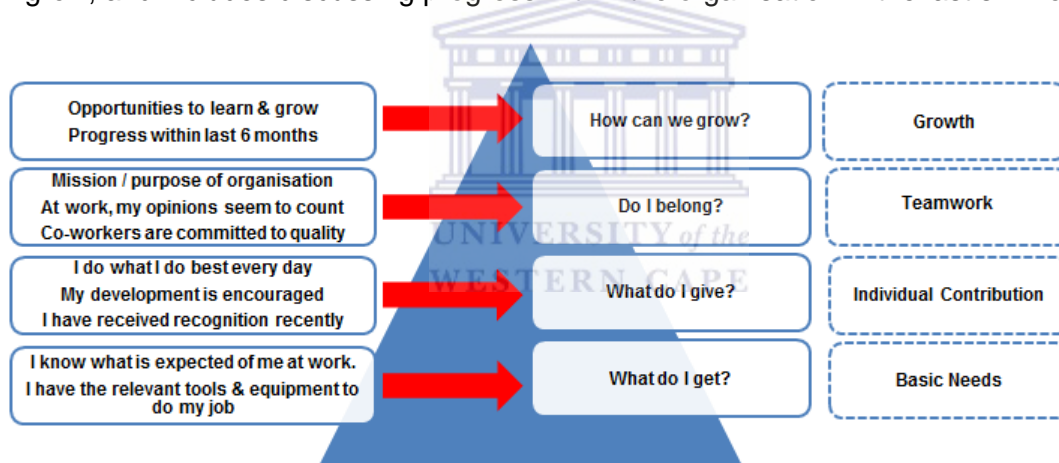 Opportunities to learn & grow
Progress within last 6 months
How can we grow?
Growth
Mission / purpose of organisation
At work, my opinions seem to count
Co-workers are committed to quality
Do I belong?
Teamwork
UNIVERSITY of the
WESTERN CAPE
I do what I do best every day
My development is encouraged
I have received recognition recently
What do I give?
Individual Contribution
I know what is expected of me at work.
I have the relevant tools & equipment to
do my job
What do I get?
Basic Needs